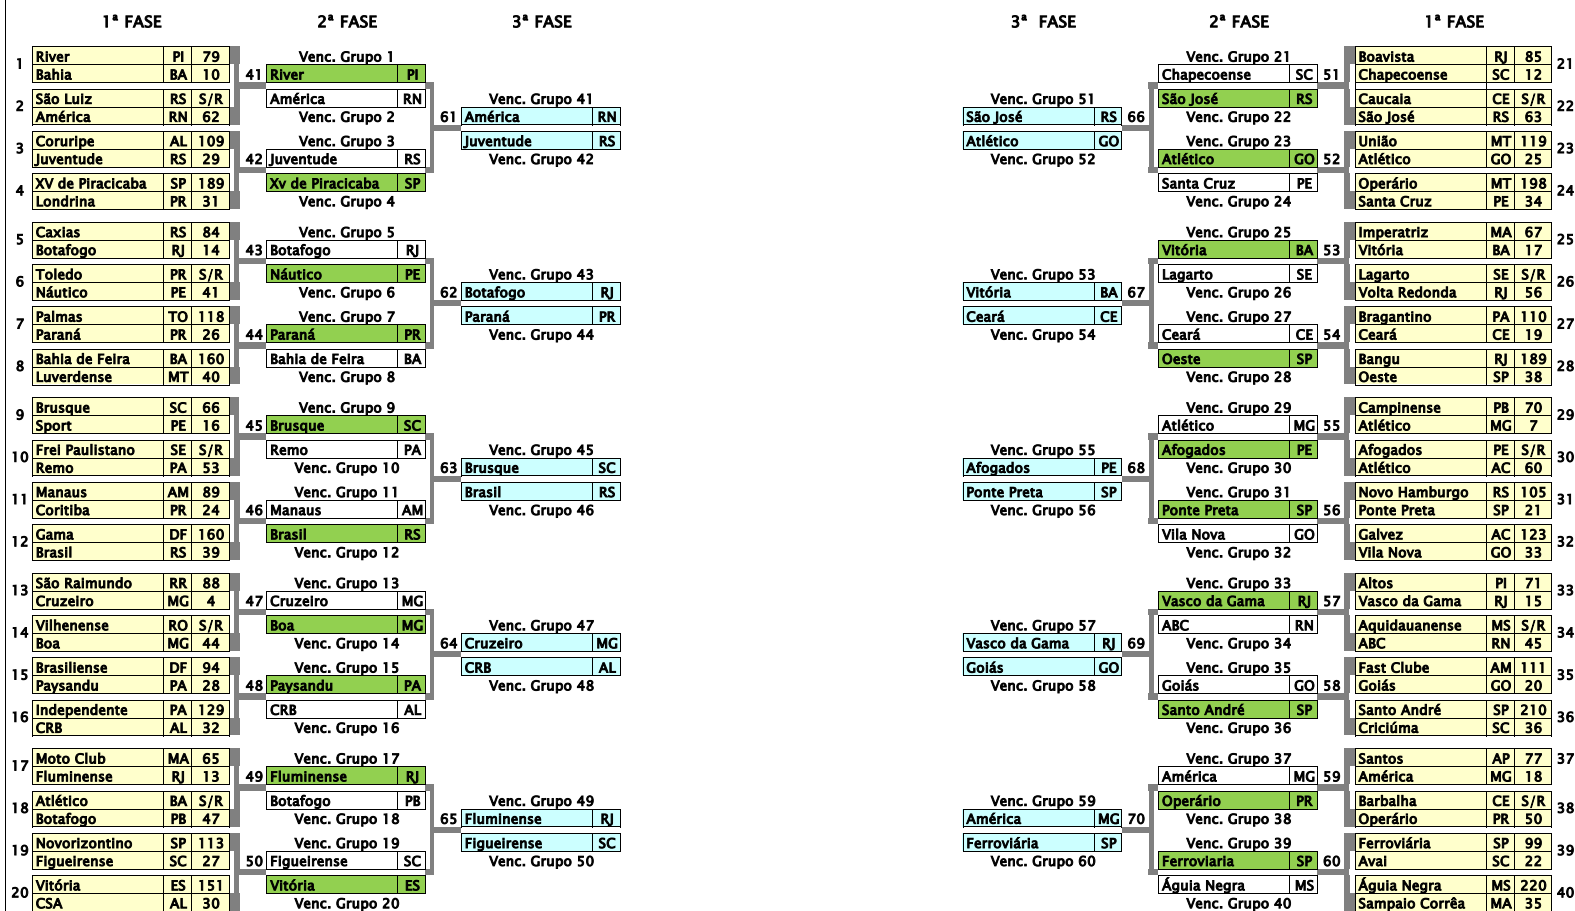 1ª FASE 2ª FASE 3ª FASE 3ª FASE 2ª FASE 1ª FASE
1 River PI 79 Venc. Grupo 1 Venc. Grupo 21 Boavista RJ 85 21
Bahia BA 10 41 River PI Chapecoense SC 51 Chapecoense SC 12
2 São Luiz RS S/R América RN Venc. Grupo 41 Venc. Grupo 51 São José RS Caucaia CE S/R 22
América RN 62 Venc. Grupo 2 61 América RN São José RS 66 Venc. Grupo 22 São José RS 63
3 Coruripe AL 109 Venc. Grupo 3 Juventude RS Atlético GO Venc. Grupo 23 União MT 119 23
Juventude RS 29 42 Juventude RS Venc. Grupo 42 Venc. Grupo 52 Atlético GO 52 Atlético GO 25
4 XV de Piracicaba SP 189 Xv de Piracicaba SP Santa Cruz PE Operário MT 198 24
Londrina PR 31 Venc. Grupo 4 Venc. Grupo 24 Santa Cruz PE 34
5 Caxias RS 84 Venc. Grupo 5 Venc. Grupo 25 Imperatriz MA 67 25
Botafogo RJ 14 43 Botafogo RJ Vitória BA 53 Vitória BA 17
6 Toledo PR S/R Náutico PE Venc. Grupo 43 Venc. Grupo 53 Lagarto SE Lagarto SE S/R 26
Náutico PE 41 Venc. Grupo 6 62 Botafogo RJ Vitória BA 67 Venc. Grupo 26 Volta Redonda RJ 56
7 Palmas TO 118 Venc. Grupo 7 Paraná PR Ceará CE Venc. Grupo 27 Bragantino PA 110 27
Paraná PR 26 44 Paraná PR Venc. Grupo 44 Venc. Grupo 54 Ceará CE 54 Ceará CE 19
8 Bahia de Feira BA 160 Bahia de Feira BA Oeste SP Bangu RJ 189 28
Luverdense MT 40 Venc. Grupo 8 Venc. Grupo 28 Oeste SP 38
9 Brusque SC 66 Venc. Grupo 9 Venc. Grupo 29 Campinense PB 70 29
Sport PE 16 45 Brusque SC Atlético MG 55 Atlético MG 7
10 Frei Paulistano SE S/R Remo PA Venc. Grupo 45 Venc. Grupo 55 Afogados PE Afogados PE S/R 30
Remo PA 53 Venc. Grupo 10 63 Brusque SC Afogados PE 68 Venc. Grupo 30 Atlético AC 60
11 Manaus AM 89 Venc. Grupo 11 Brasil RS Ponte Preta SP Venc. Grupo 31 Novo Hamburgo RS 105 31
Coritiba PR 24 46 Manaus AM Venc. Grupo 46 Venc. Grupo 56 Ponte Preta SP 56 Ponte Preta SP 21
12 Gama DF 160 Brasil RS Vila Nova GO Galvez AC 123 32
Brasil RS 39 Venc. Grupo 12 Venc. Grupo 32 Vila Nova GO 33
13 São Raimundo RR 88 Venc. Grupo 13 Venc. Grupo 33 Altos PI 71 33
Cruzeiro MG 4 47 Cruzeiro MG Vasco da Gama RJ 57 Vasco da Gama RJ 15
14 Vilhenense RO S/R Boa MG Venc. Grupo 47 Venc. Grupo 57 ABC RN Aquidauanense MS S/R 34
Boa MG 44 Venc. Grupo 14 64 Cruzeiro MG Vasco da Gama RJ 69 Venc. Grupo 34 ABC RN 45
15 Brasiliense DF 94 Venc. Grupo 15 CRB AL Goiás GO Venc. Grupo 35 Fast Clube AM 111 35
Paysandu PA 28 48 Paysandu PA Venc. Grupo 48 Venc. Grupo 58 Goiás GO 58 Goiás GO 20
16 Independente PA 129 CRB AL Santo André SP Santo André SP 210 36
CRB AL 32 Venc. Grupo 16 Venc. Grupo 36 Criciúma SC 36
17 Moto Club MA 65 Venc. Grupo 17 Venc. Grupo 37 Santos AP 77 37
Fluminense RJ 13 49 Fluminense RJ América MG 59 América MG 18
18 Atlético BA S/R Botafogo PB Venc. Grupo 49 Venc. Grupo 59 Operário PR Barbalha CE S/R 38
Botafogo PB 47 Venc. Grupo 18 65 Fluminense RJ América MG 70 Venc. Grupo 38 Operário PR 50
19 Novorizontino SP 113 Venc. Grupo 19 Figueirense SC Ferroviária SP Venc. Grupo 39 Ferroviária SP 99 39
Figueirense SC 27 50 Figueirense SC Venc. Grupo 50 Venc. Grupo 60 Ferroviaria SP 60 Avai SC 22
20 Vitória ES 151 Vitória ES Águia Negra MS Águia Negra MS 220 40
CSA AL 30 Venc. Grupo 20 Venc. Grupo 40 Sampaio Corrêa MA 35